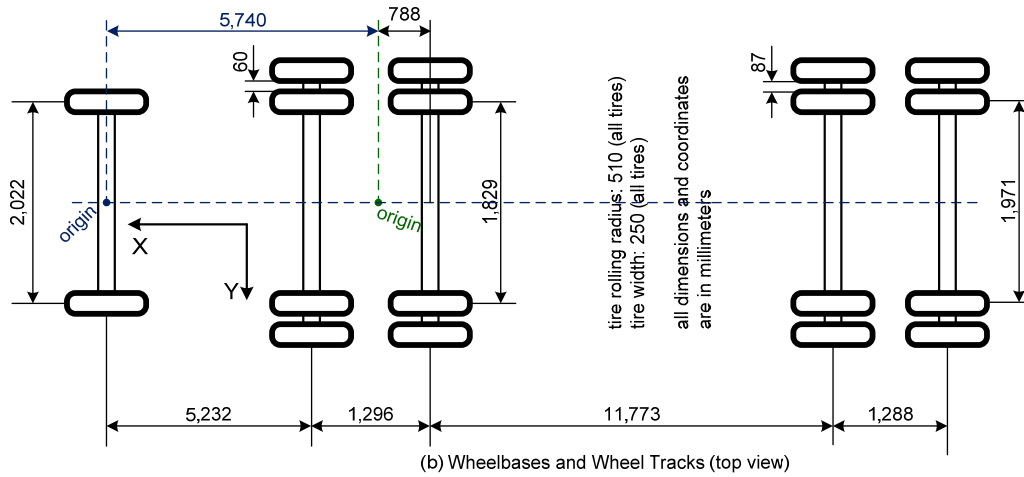 5,740
788
60
87
2,022
1,829
1,971
origin
origin
X
Y
tire rolling radius: 510 (all tires)
tire width: 250 (all tires)
all dimensions and coordinates
are in millimeters
5,232
1,296
11,773
1,288
(b) Wheelbases and Wheel Tracks (top view)